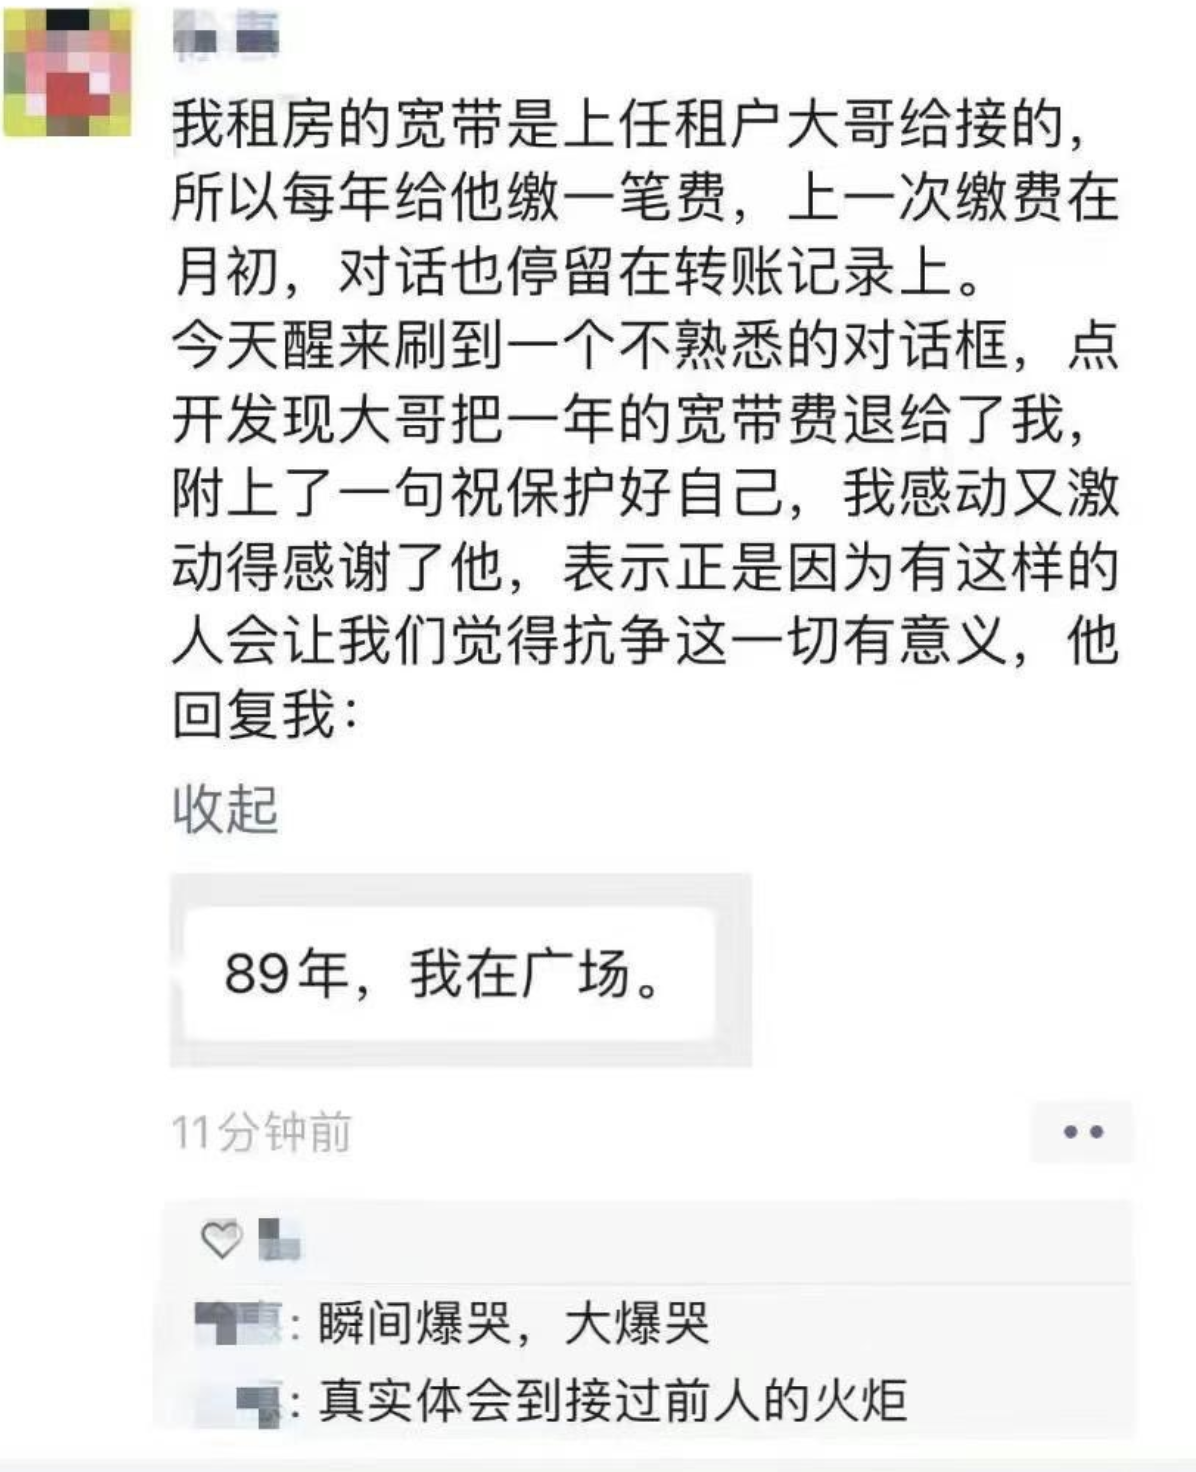 我租房的宽带是上任租户大哥给接的，
所以每年给他缴一笔费，上一次缴费在
月初，对话也停留在转账记录上。
今天醒来刷到一个不熟悉的对话框，点
开发现大哥把一年的宽带费退给了我，
附上了一句祝保护好自己，我感动又激
动得感谢了他，表示正是因为有这样的
人会让我们觉得抗争这一切有意义，他
回复我：
收起
89年，我在广场。
11分钟前
：瞬间爆哭，大爆哭
：真实体会到接过前人的火炬